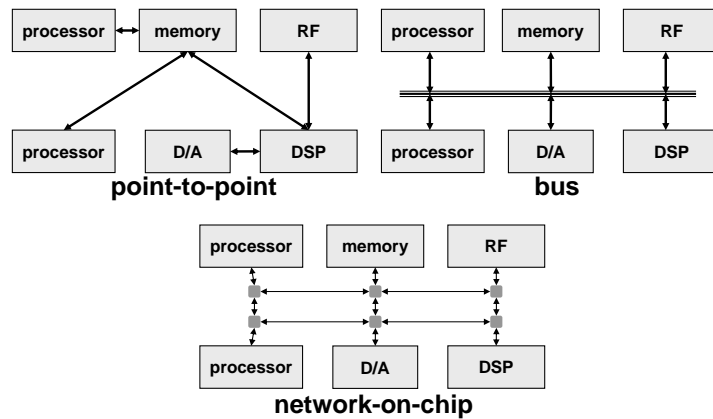 processor
memory
RF
processor
D/A
DSP
point-to-point
processor
memory
RF
processor
D/A
DSP
bus
processor
memory
RF
processor
D/A
DSP
network-on-chip